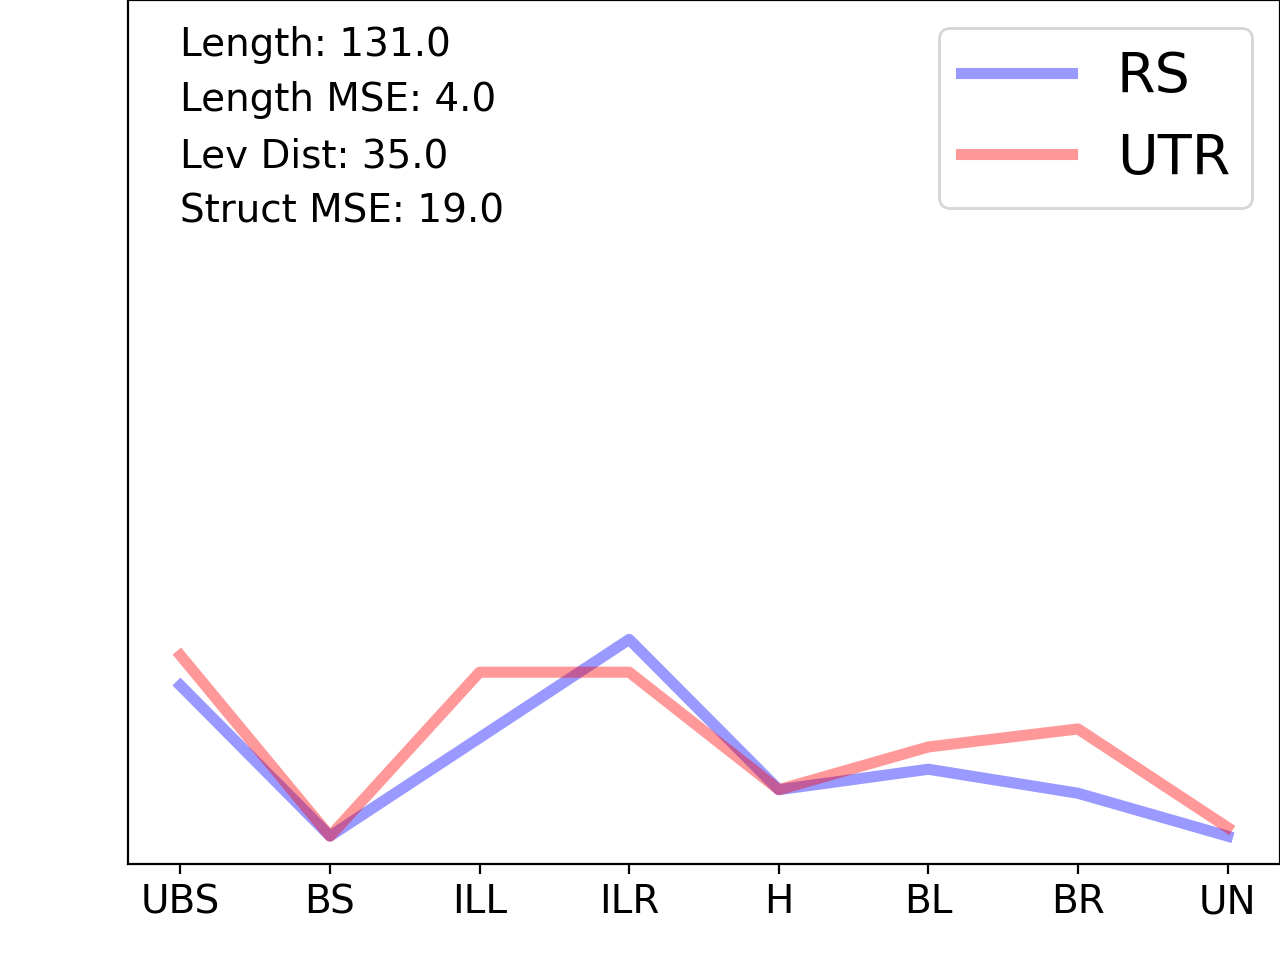 Length: 131.0
Length MSE: 4.0
Lev Dist: 35.0
Struct MSE: 19.0
RS
UTR
UBS BS ILL ILR H BL BR UN